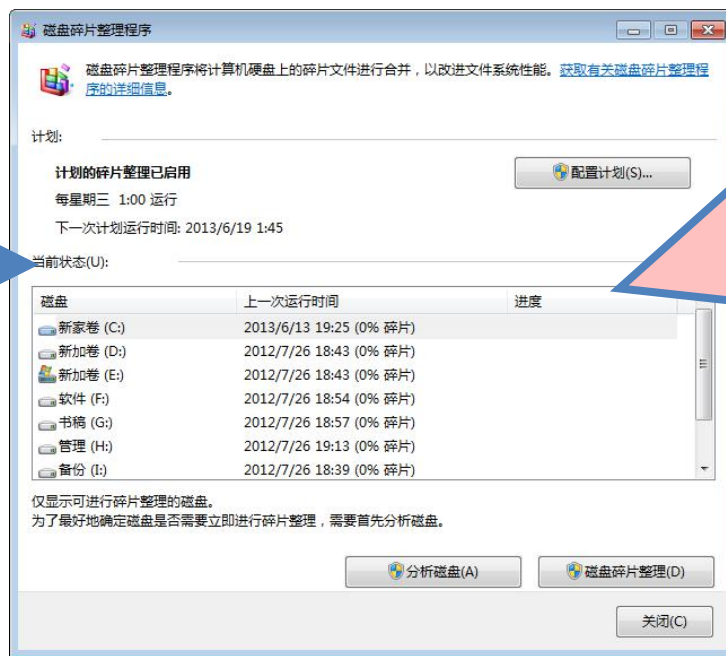 磁盘碎片整理程序
磁盘碎片整理程序将计算机硬盘上的碎片文件进行合并，以改进文件系统性能。获取有关磁盘碎片整理程
序的详细信息。
计划:
计划的碎片整理已启用
配置计划(S)...
每星期三 1:00 运行
下一次计划运行时间: 2013/6/19 1:45
当前状态(U):
磁盘 上一次运行时间 进度
新家卷 (C:) 2013/6/13 19:25 (0% 碎片)
新加卷 (D:) 2012/7/26 18:43 (0% 碎片)
新加卷 (E:) 2012/7/26 18:43 (0% 碎片)
软件 (F:) 2012/7/26 18:54 (0% 碎片)
书稿 (G:) 2012/7/26 18:57 (0% 碎片)
管理 (H:) 2012/7/26 19:13 (0% 碎片)
备份 (I:) 2012/7/26 18:39 (0% 碎片)
仅显示可进行碎片整理的磁盘。
为了最好地确定磁盘是否需要立即进行碎片整理，需要首先分析磁盘。
分析磁盘(A) 磁盘碎片整理(D)
关闭(C)